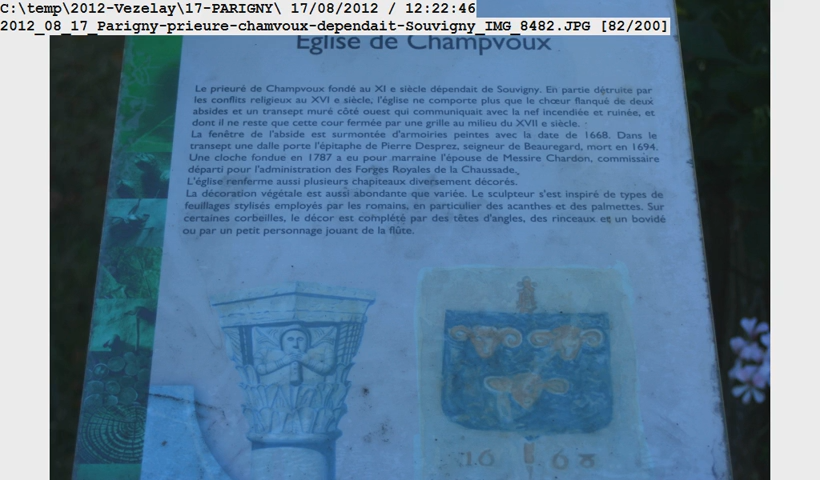 C:\temp\2012-Vezelay\17-PARIGNY\ 17/08/2012 / 12:22:46
2012_08_17_Parigny-prieure-chamvoux-dependait-Souvigny_IMG_8482.JPG [82/200]
Eglise de Champvoux
Le prieuré de Champvoux fondé au XI e siècle dépendait de Souvigny. En partie détruite par
les conflits religieux au XVI e siècle, l'église ne comporte plus que le chœur flanqué de deux
absides et un transept muré côté ouest qui communiquait avec la nef incendiée et ruinée, et
dont il ne reste que cette cour fermée par une grille au milieu du XVII e siècle.
La fenêtre de l'abside est surmontée d'armoiries peintes avec la date de 1668. Dans le
transept une dalle porte l'épitaphe de Pierre Desprez, seigneur de Beauregard, mort en 1694.
Une cloche fondue en 1787 a eu pour marraine l'épouse de Messire Chardon, commissaire
départi pour l'administration des Forges Royales de la Chaussade.
L'église renferme aussi plusieurs chapiteaux diversement décorés.
La décoration végétale est aussi abondante que variée. Le sculpteur s'est inspiré de types de
feuillages stylisés employés par les romains, en particulier des acanthes et des palmettes. Sur
certaines corbeilles, le décor est complété par des têtes d'angles, des rinceaux et un bovidé
ou par un petit personnage jouant de la flûte.
16 68